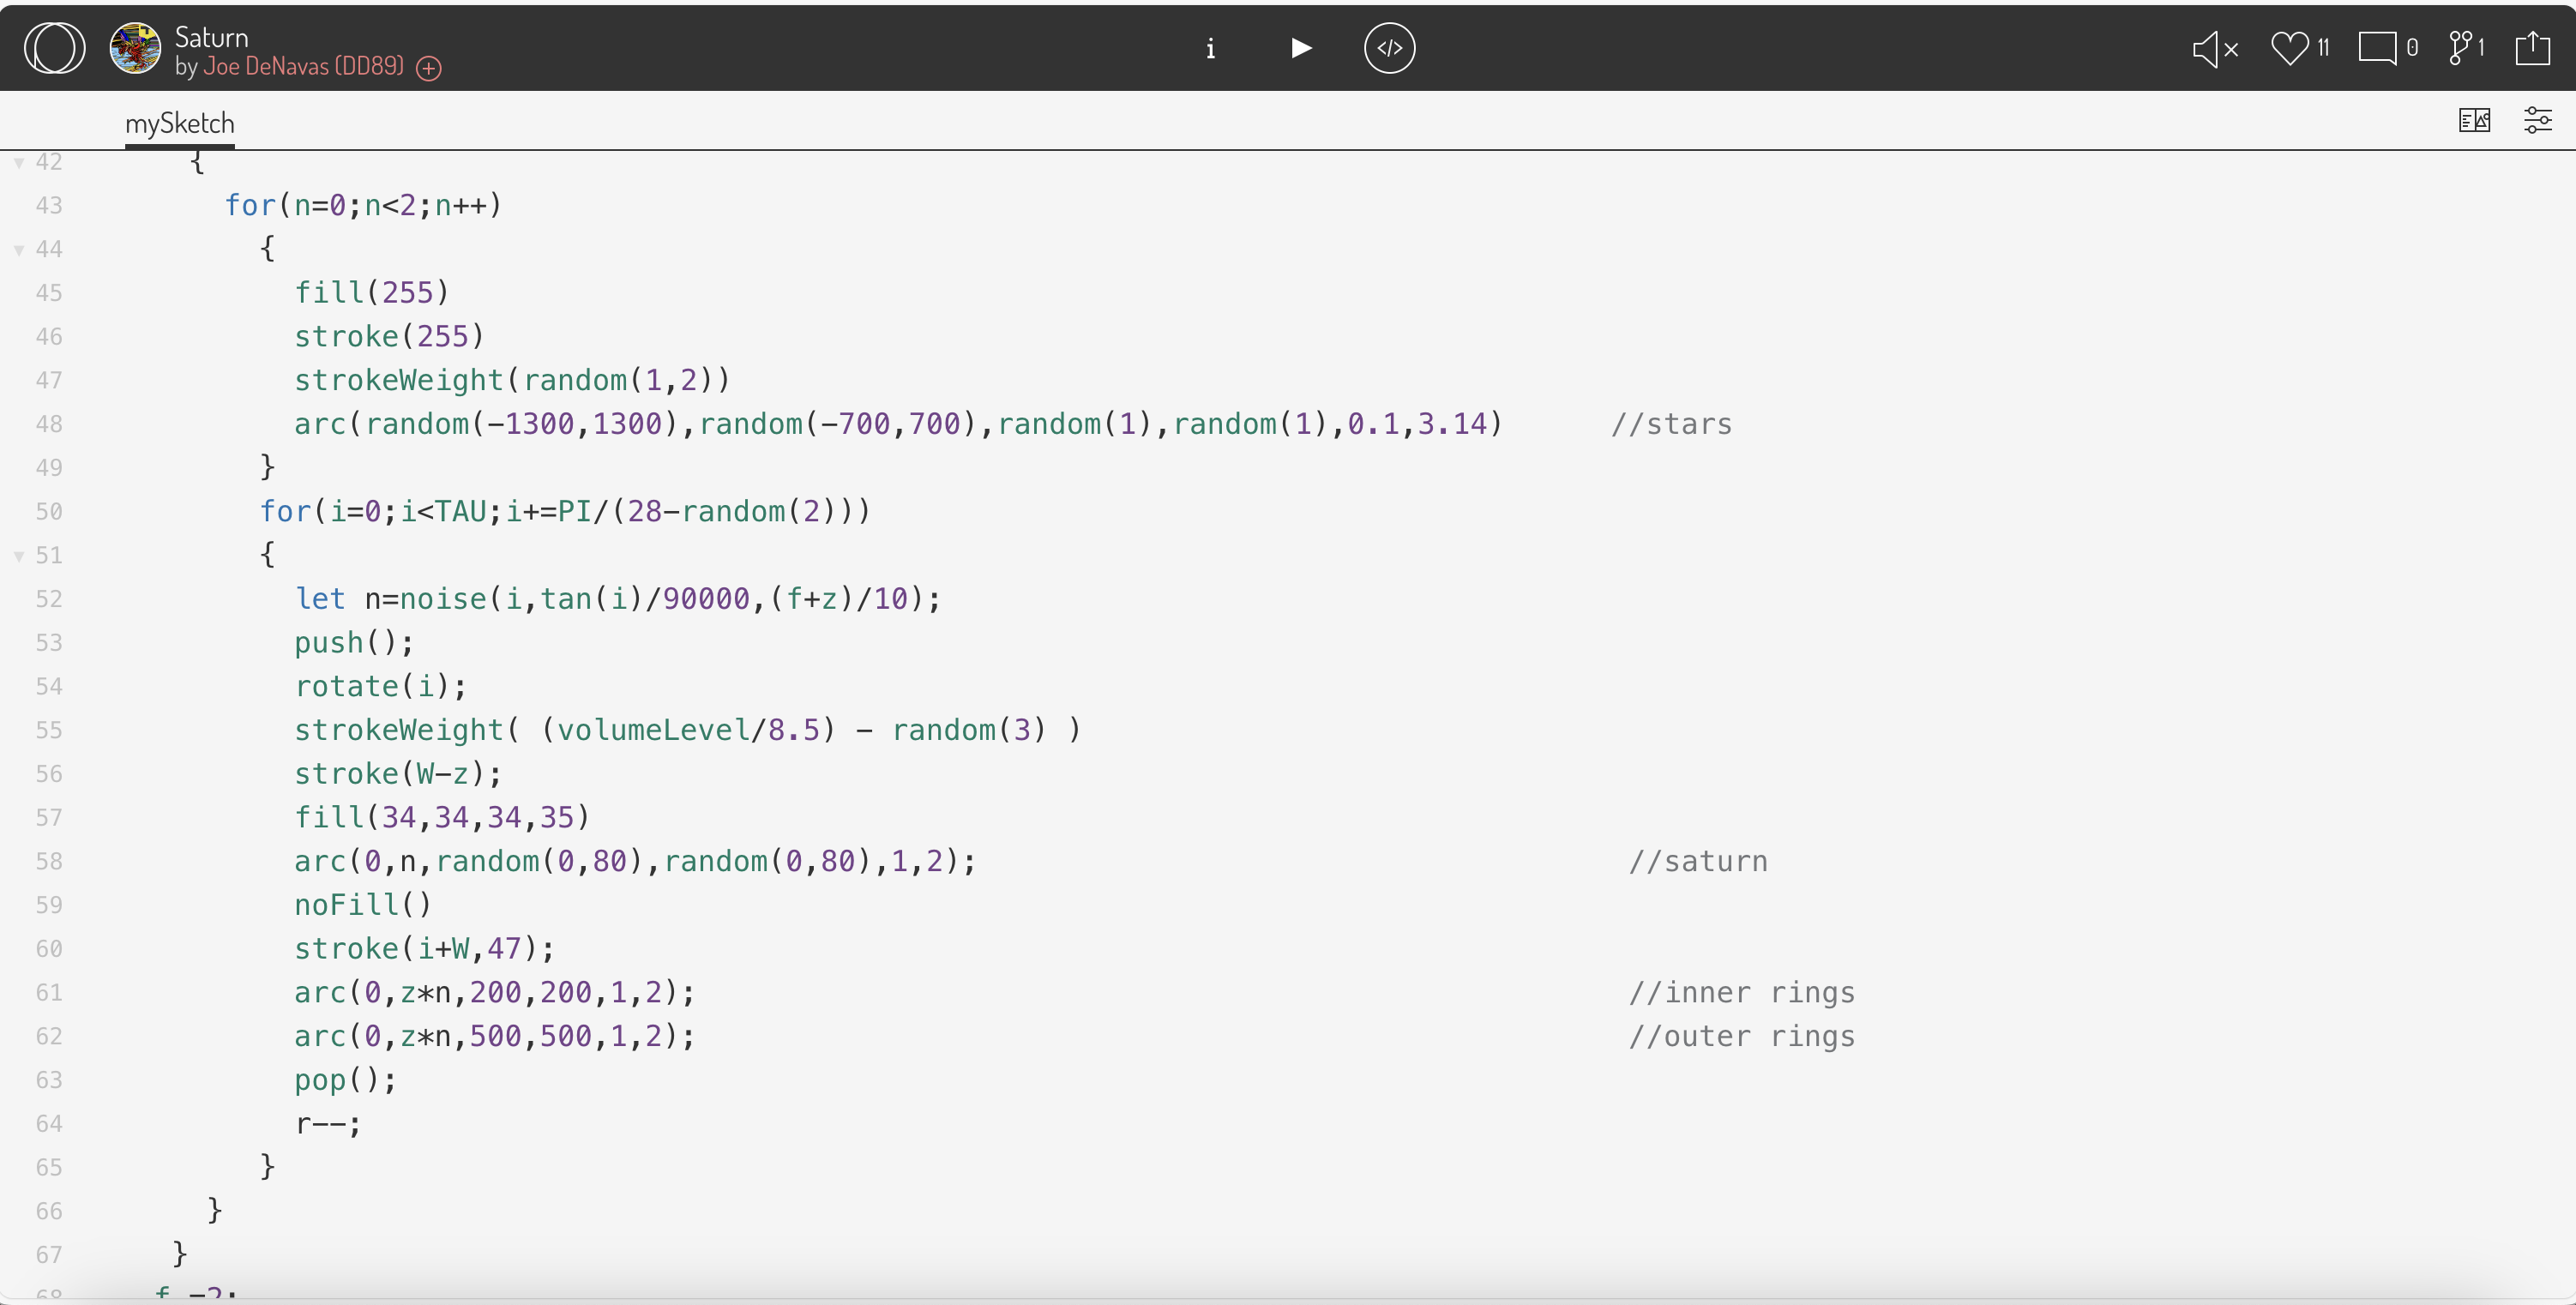 Saturn
by Joe DeNavas (DD89)
i
</>
11
0
1
mySketch
42 {
43 for(n=0;n<2;n++)
44 {
45 fill(255)
46 stroke(255)
47 strokeWeight(random(1,2))
48 arc(random(-1300,1300),random(-700,700),random(1),random(1),0.1,3.14) //stars
49 }
50 for(i=0;i<TAU;i+=PI/(28-random(2)))
51 {
52 let n=noise(i,tan(i)/90000,(f+z)/10);
53 push();
54 rotate(i);
55 strokeWeight( (volumeLevel/8.5) - random(3) )
56 stroke(W-z);
57 fill(34,34,34,35)
58 arc(0,n,random(0,80),random(0,80),1,2); //saturn
59 noFill()
60 stroke(i+W,47);
61 arc(0,z*n,200,200,1,2); //inner rings
62 arc(0,z*n,500,500,1,2); //outer rings
63 pop();
64 r--;
65 }
66 }
67 }
68